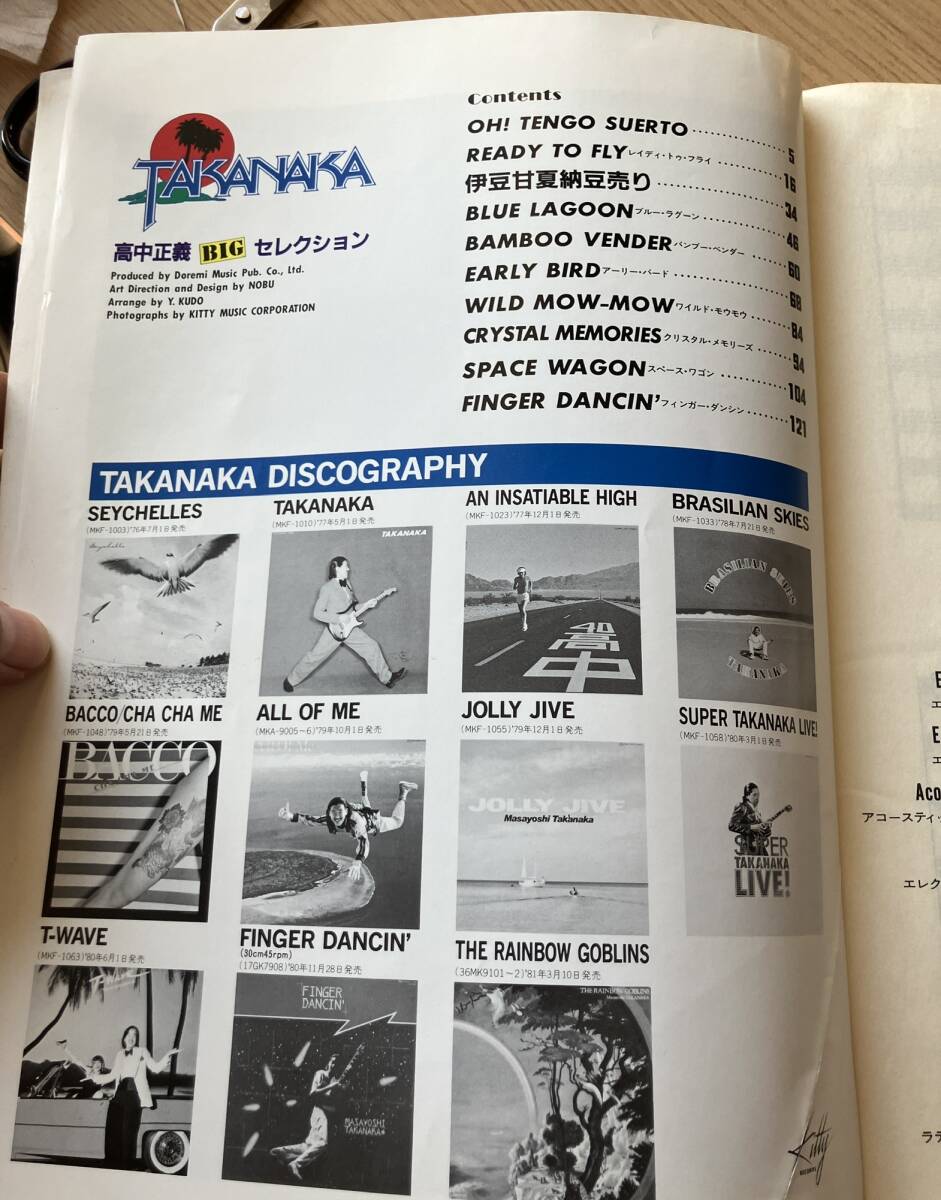 TAKANAKA
高中正義 BIG セレクション
Produced by Doremi Music Pub. Co., Ltd.
Art Direction and Design by NOBU
Arrange by Y. KUDO
Photographs by KITTY MUSIC CORPORATION
Contents
OH! TENGO SUERTO 5
READY TO FLY レイディ・トゥ・フライ 16
伊豆甘夏納豆売り 34
BLUE LAGOON ブルー・ラグーン 46
BAMBOO VENDER バンブー・ベンダー 60
EARLY BIRD アーリー・バード 68
WILD MOW-MOW ワイルド・モウモウ 84
CRYSTAL MEMORIES クリスタル・メモリーズ 94
SPACE WAGON スペース・ワゴン 104
FINGER DANCIN' フィンガー・ダンシン 121
TAKANAKA DISCOGRAPHY
SEYCHELLES
(MKF-1003)'76年7月1日発売
Seychelles
TAKANAKA
(MKF-1010)'77年5月1日発売
TAKANAKA
AN INSATIABLE HIGH
(MKF-1023)'77年12月1日発売
高中
BRASILIAN SKIES
(MKF-1033)'78年7月21日発売
BRASILIAN SKIES
TAKANAKA
BACCO/CHA CHA ME
(MKF-1048)'79年5月21日発売
BACCO
ALL OF ME
(MKA-9005~6)'79年10月1日発売
JOLLY JIVE
(MKF-1055)'79年12月1日発売
JOLLY JIVE
Masayoshi Takanaka
SUPER TAKANAKA LIVE!
(MKF-1058)'80年3月1日発売
SUPER
TAKANAKA
LIVE!
T-WAVE
(MKF-1063)'80年6月1日発売
T-WAVE
FINGER DANCIN'
(30cm45rpm)
(17GK7908)'80年11月28日発売
FINGER
DANCIN'
MASAYOSHI
TAKANAKA
THE RAINBOW GOBLINS
(36MK9101~2)'81年3月10日発売
THE RAINBOW GOBLINS
Masayoshi TAKANAKA
Kitty
RECORDS
E
エ
E
エ
Aco
アコースティッ
エレク
ラテ